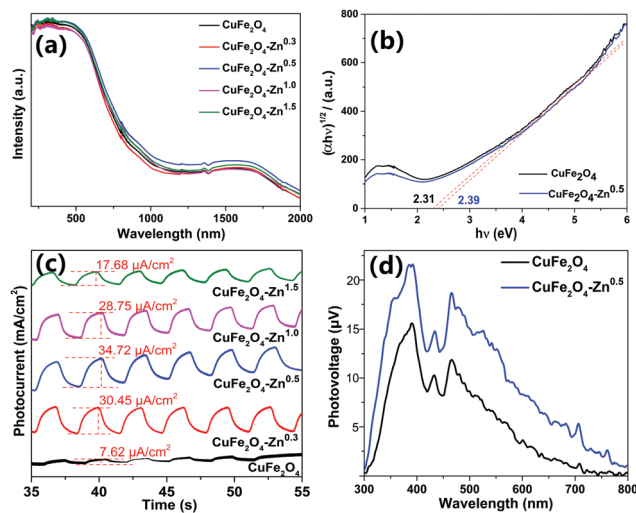 (a)
CuFe₂O₄
CuFe₂O₄-Zn⁰·³
CuFe₂O₄-Zn⁰·⁵
CuFe₂O₄-Zn¹·⁰
CuFe₂O₄-Zn¹·⁵
Intensity (a.u.)
500 1000 1500 2000
Wavelength (nm)
(b)
(αhν)¹/² / (a.u.)
800
600
400
200
0
2.31 2.39
CuFe₂O₄
CuFe₂O₄-Zn⁰·⁵
1 2 3 4 5 6
hν (eV)
(c)
Photocurrent (mA/cm²)
17.68 μA/cm²
CuFe₂O₄-Zn¹·⁵
28.75 μA/cm²
CuFe₂O₄-Zn¹·⁰
34.72 μA/cm²
CuFe₂O₄-Zn⁰·⁵
30.45 μA/cm²
CuFe₂O₄-Zn⁰·³
7.62 μA/cm²
CuFe₂O₄
35 40 45 50 55
Time (s)
(d)
CuFe₂O₄
CuFe₂O₄-Zn⁰·⁵
Photovoltage (μV)
20
15
10
5
0
300 400 500 600 700 800
Wavelength (nm)